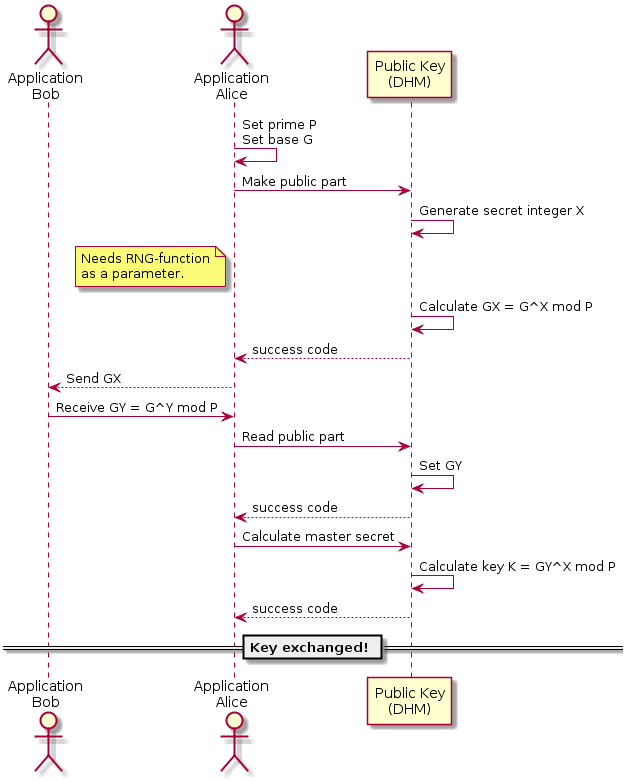 Application
Bob
Application
Alice
Public Key
(DHM)
Set prime P
Set base G
Make public part
Generate secret integer X
Needs RNG-function
as a parameter.
Calculate GX = G^X mod P
success code
Send GX
Receive GY = G^Y mod P
Read public part
Set GY
success code
Calculate master secret
Calculate key K = GY^X mod P
success code
Key exchanged!
Application
Bob
Application
Alice
Public Key
(DHM)